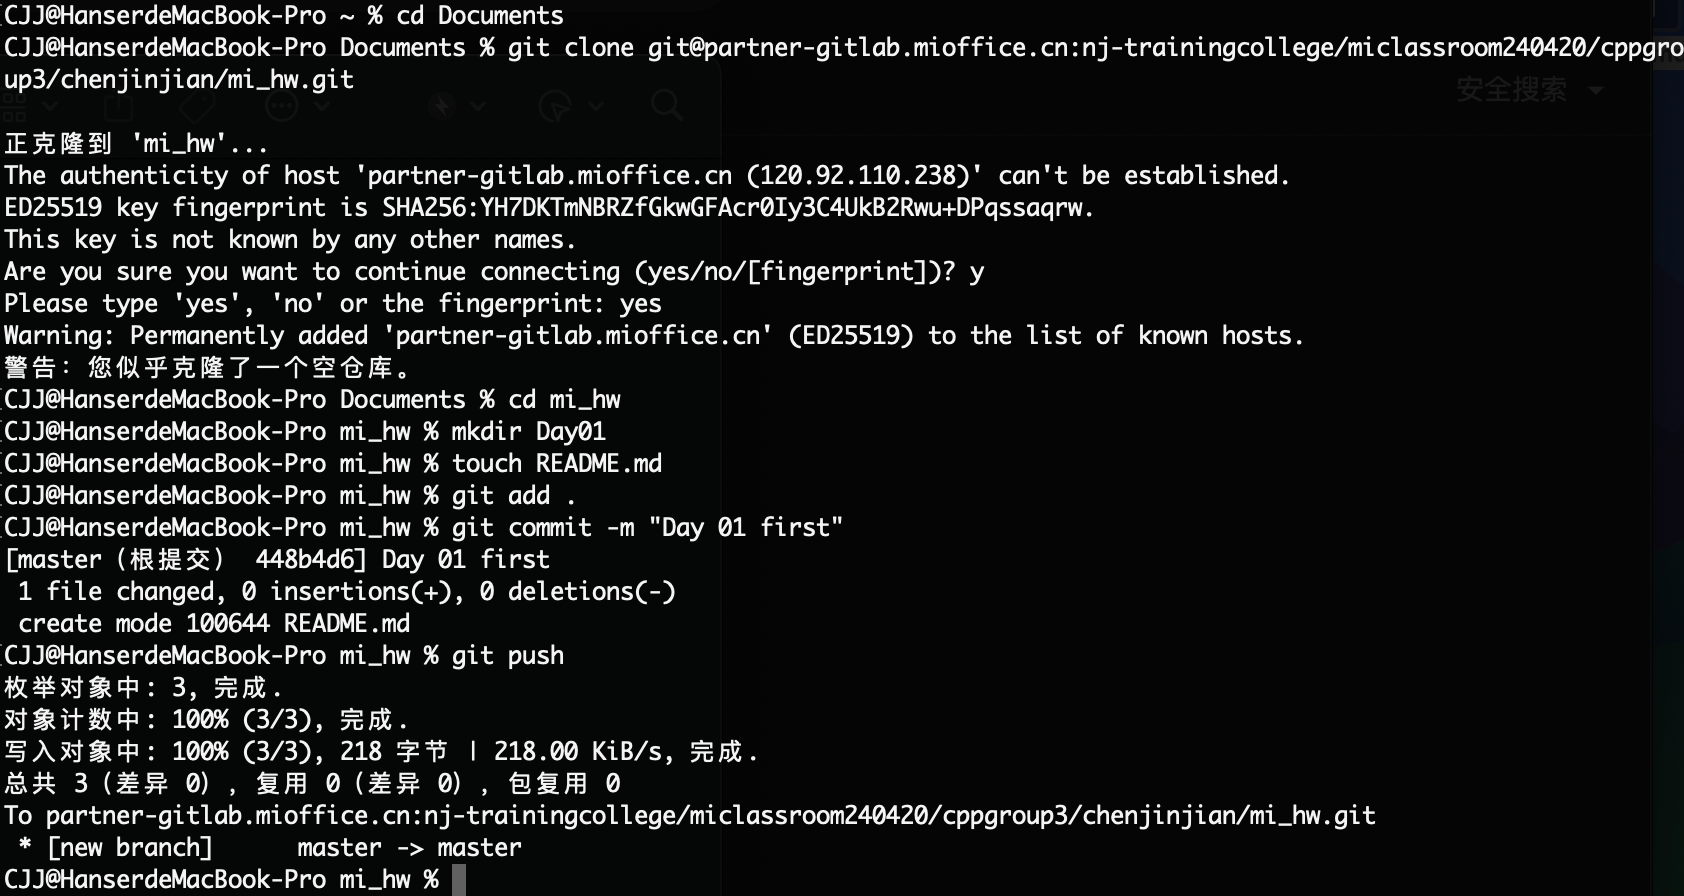 CJJ@HanserdeMacBook-Pro ~ % cd Documents
CJJ@HanserdeMacBook-Pro Documents % git clone git@partner-gitlab.mioffice.cn:nj-trainingcollege/miclassroom240420/cppgro
up3/chenjinjian/mi_hw.git
安全搜索
正克隆到 'mi_hw'...
The authenticity of host 'partner-gitlab.mioffice.cn (120.92.110.238)' can't be established.
ED25519 key fingerprint is SHA256:YH7DKTmNBRZfGkwGFAcr0Iy3C4UkB2Rwu+DPqssaqrw.
This key is not known by any other names.
Are you sure you want to continue connecting (yes/no/[fingerprint])? y
Please type 'yes', 'no' or the fingerprint: yes
Warning: Permanently added 'partner-gitlab.mioffice.cn' (ED25519) to the list of known hosts.
警告：您似乎克隆了一个空仓库。
CJJ@HanserdeMacBook-Pro Documents % cd mi_hw
CJJ@HanserdeMacBook-Pro mi_hw % mkdir Day01
CJJ@HanserdeMacBook-Pro mi_hw % touch README.md
CJJ@HanserdeMacBook-Pro mi_hw % git add .
CJJ@HanserdeMacBook-Pro mi_hw % git commit -m "Day 01 first"
[master（根提交） 448b4d6] Day 01 first
 1 file changed, 0 insertions(+), 0 deletions(-)
 create mode 100644 README.md
CJJ@HanserdeMacBook-Pro mi_hw % git push
枚举对象中: 3, 完成.
对象计数中: 100% (3/3), 完成.
写入对象中: 100% (3/3), 218 字节 | 218.00 KiB/s, 完成.
总共 3（差异 0），复用 0（差异 0），包复用 0
To partner-gitlab.mioffice.cn:nj-trainingcollege/miclassroom240420/cppgroup3/chenjinjian/mi_hw.git
 * [new branch]      master -> master
CJJ@HanserdeMacBook-Pro mi_hw %